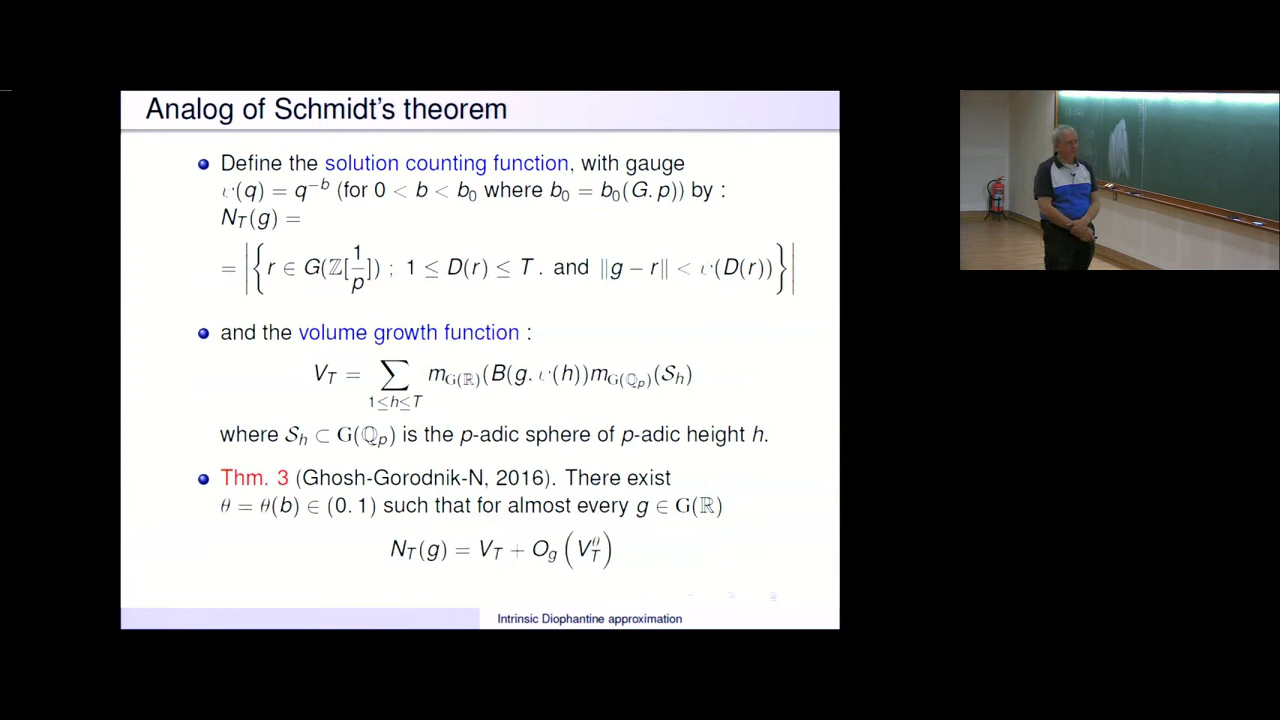 Analog of Schmidt's theorem
Define the solution counting function, with gauge
ψ(q) = q^{-b} (for 0 < b < b_0 where b_0 = b_0(G. p)) by :
N_T(g) =
= |{ r ∈ G(ℤ[1/p]) ; 1 ≤ D(r) ≤ T . and ‖g − r‖ < ψ(D(r)) }|
and the volume growth function :
V_T = ∑_{1≤h≤T} m_{G(ℝ)}(B(g. ψ(h))m_{G(ℚ_p)}(𝒮_h)
where 𝒮_h ⊂ G(ℚ_p) is the p-adic sphere of p-adic height h.
Thm. 3 (Ghosh-Gorodnik-N, 2016). There exist
θ = θ(b) ∈ (0. 1) such that for almost every g ∈ G(ℝ)
N_T(g) = V_T + O_g (V_T^θ)
Intrinsic Diophantine approximation